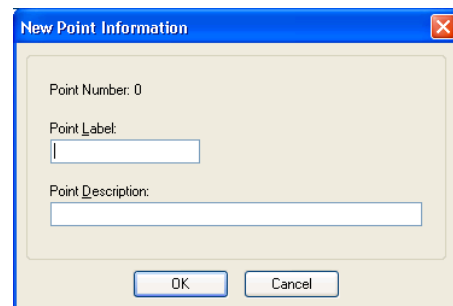 New Point Information
Point Number: 0
Point Label:
Point Description:
OK Cancel